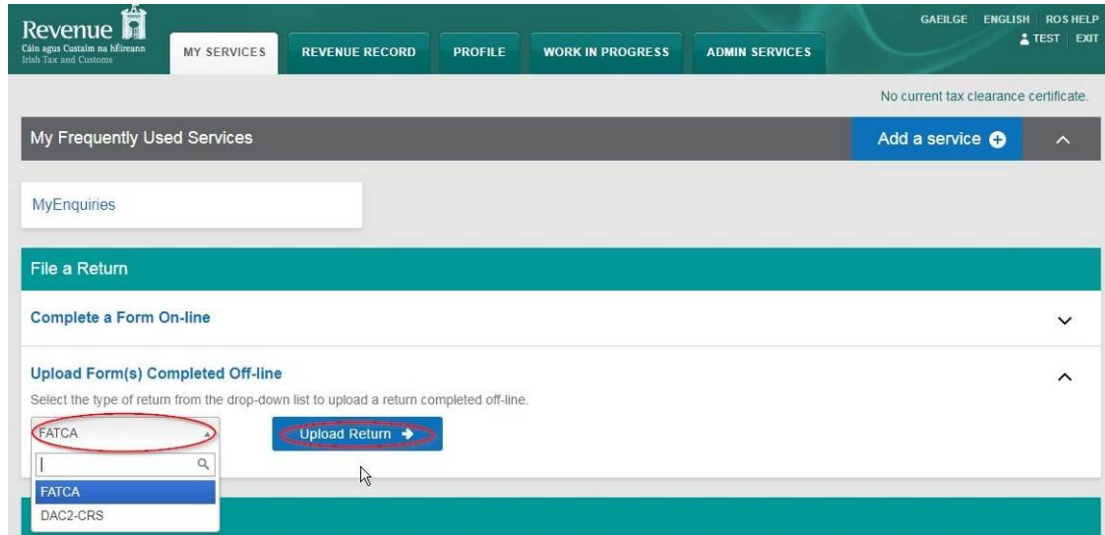 GAEILGE ENGLISH ROS HELP
Revenue
Cáin agus Custaim na hÉireann
Irish Tax and Customs
MY SERVICES REVENUE RECORD PROFILE WORK IN PROGRESS ADMIN SERVICES
TEST EXIT
No current tax clearance certificate.
My Frequently Used Services
Add a service
MyEnquiries
File a Return
Complete a Form On-line
Upload Form(s) Completed Off-line
Select the type of return from the drop-down list to upload a return completed off-line.
FATCA
Upload Return
FATCA
DAC2-CRS